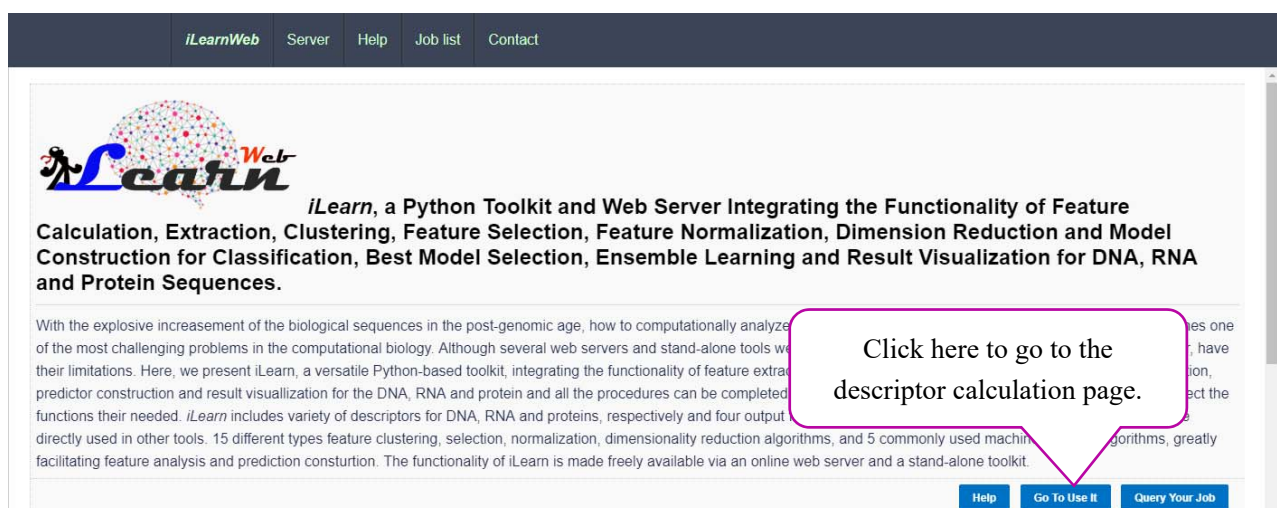 iLearnWeb Server Help Job list Contact
iLearn Web
iLearn, a Python Toolkit and Web Server Integrating the Functionality of Feature
Calculation, Extraction, Clustering, Feature Selection, Feature Normalization, Dimension Reduction and Model
Construction for Classification, Best Model Selection, Ensemble Learning and Result Visualization for DNA, RNA
and Protein Sequences.
With the explosive increasement of the biological sequences in the post-genomic age, how to computationally analyze
one
of the most challenging problems in the computational biology. Although several web servers and stand-alone tools
have
their limitations. Here, we present iLearn, a versatile Python-based toolkit, integrating the functionality of feature
predictor construction and result visuallization for the DNA, RNA and protein and all the procedures can be completed
the
functions their needed. iLearn includes variety of descriptors for DNA, RNA and proteins, respectively and four output
directly used in other tools. 15 different types feature clustering, selection, normalization, dimensionality reduction algorithms, and 5 commonly used
greatly
facilitating feature analysis and prediction consturtion. The functionality of iLearn is made freely available via an online web server and a stand-alone toolkit.
Click here to go to the
descriptor calculation page.
Help Go To Use It Query Your Job